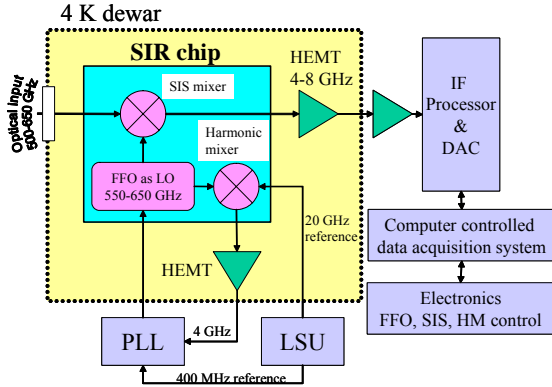 4 K dewar
SIR chip
SIS mixer
HEMT
4-8 GHz
Optical input
500-650 GHz
Harmonic
mixer
FFO as LO
550-650 GHz
IF
Processor
&
DAC
20 GHz
reference
HEMT
Computer controlled
data acquisition system
Electronics
FFO, SIS, HM control
PLL
4 GHz
LSU
400 MHz reference